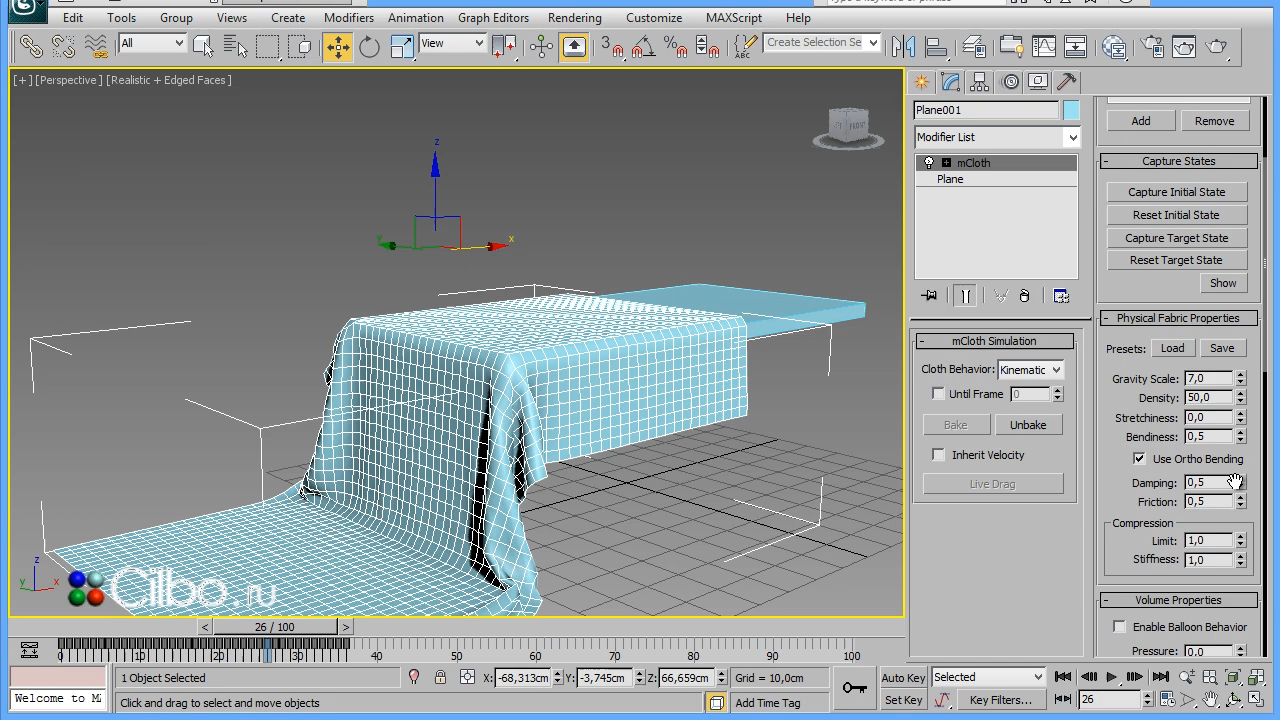 Edit Tools Group Views Create Modifiers Animation Graph Editors Rendering Customize MAXScript Help
All View Create Selection Se
[+] [Perspective] [Realistic + Edged Faces]
Plane001
Modifier List
mCloth
Plane
Add Remove
Capture States
Capture Initial State
Reset Initial State
Capture Target State
Reset Target State
Show
mCloth Simulation
Cloth Behavior: Kinematic
Until Frame 0
Bake Unbake
Inherit Velocity
Live Drag
Physical Fabric Properties
Presets: Load Save
Gravity Scale: 7,0
Density: 50,0
Stretchiness: 0,0
Bendiness: 0,5
Use Ortho Bending
Damping: 0,5
Friction: 0,5
Compression
Limit: 1,0
Stiffness: 1,0
Volume Properties
Enable Balloon Behavior
Pressure: 0,0
z
y
x
FRONT
z
y x
Cilbo.ru
< 26 / 100 >
0 10 20 30 40 50 60 70 80 90 100
1 Object Selected X: -68,313cm Y: -3,745cm Z: 66,659cm Grid = 10,0cm Auto Key Selected
Welcome to M Click and drag to select and move objects Add Time Tag Set Key Key Filters... 26